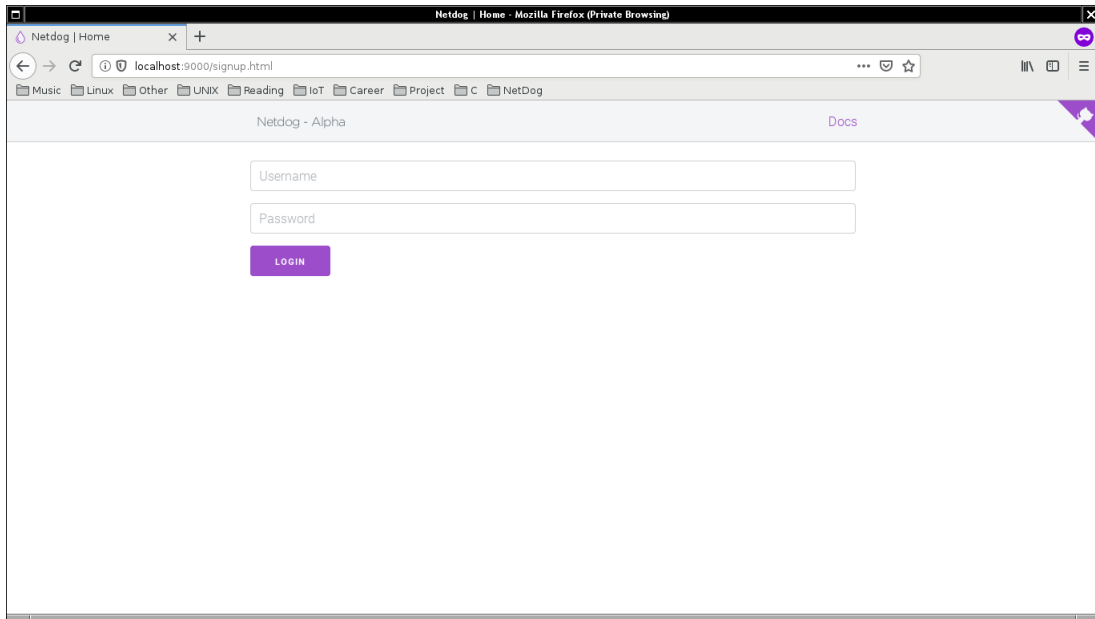 Netdog | Home - Mozilla Firefox (Private Browsing)
Netdog | Home
localhost:9000/signup.html
Music Linux Other UNIX Reading IoT Career Project C NetDog
Netdog - Alpha Docs
Username
Password
LOGIN